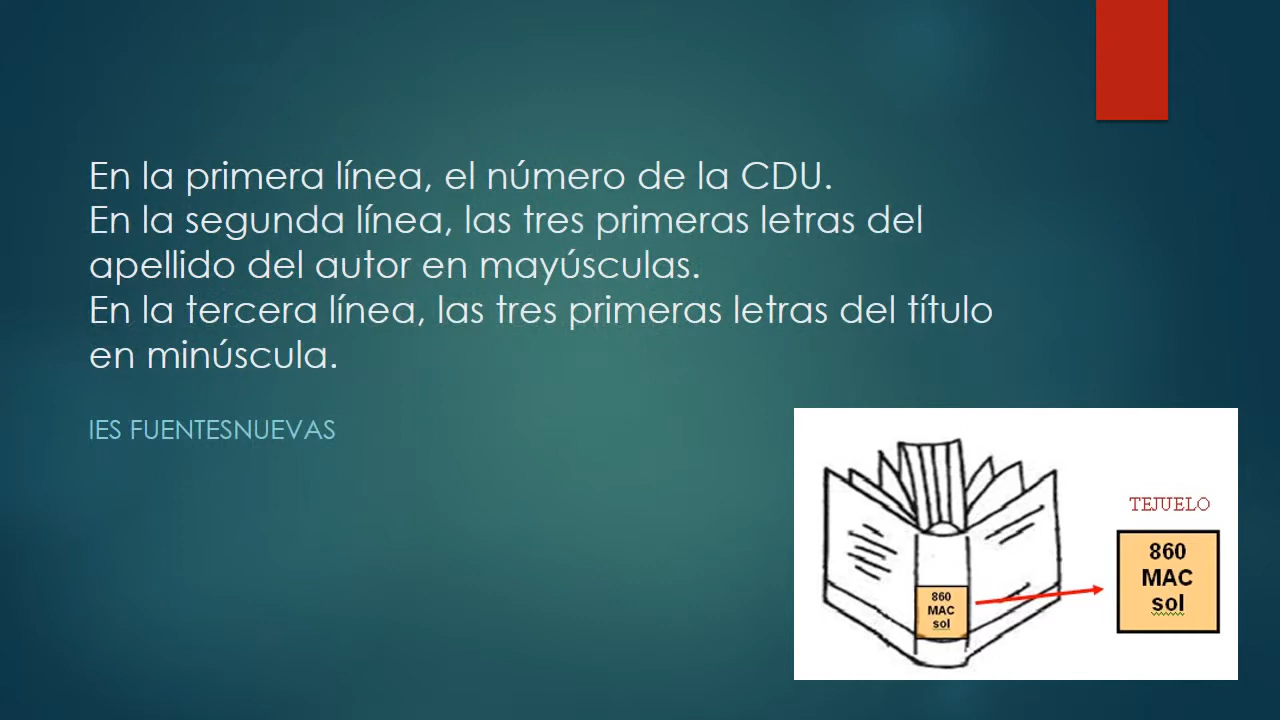 En la primera línea, el número de la CDU.
En la segunda línea, las tres primeras letras del
apellido del autor en mayúsculas.
En la tercera línea, las tres primeras letras del título
en minúscula.
IES FUENTESNUEVAS
TEJUELO
860
MAC
sol
860
MAC
sol